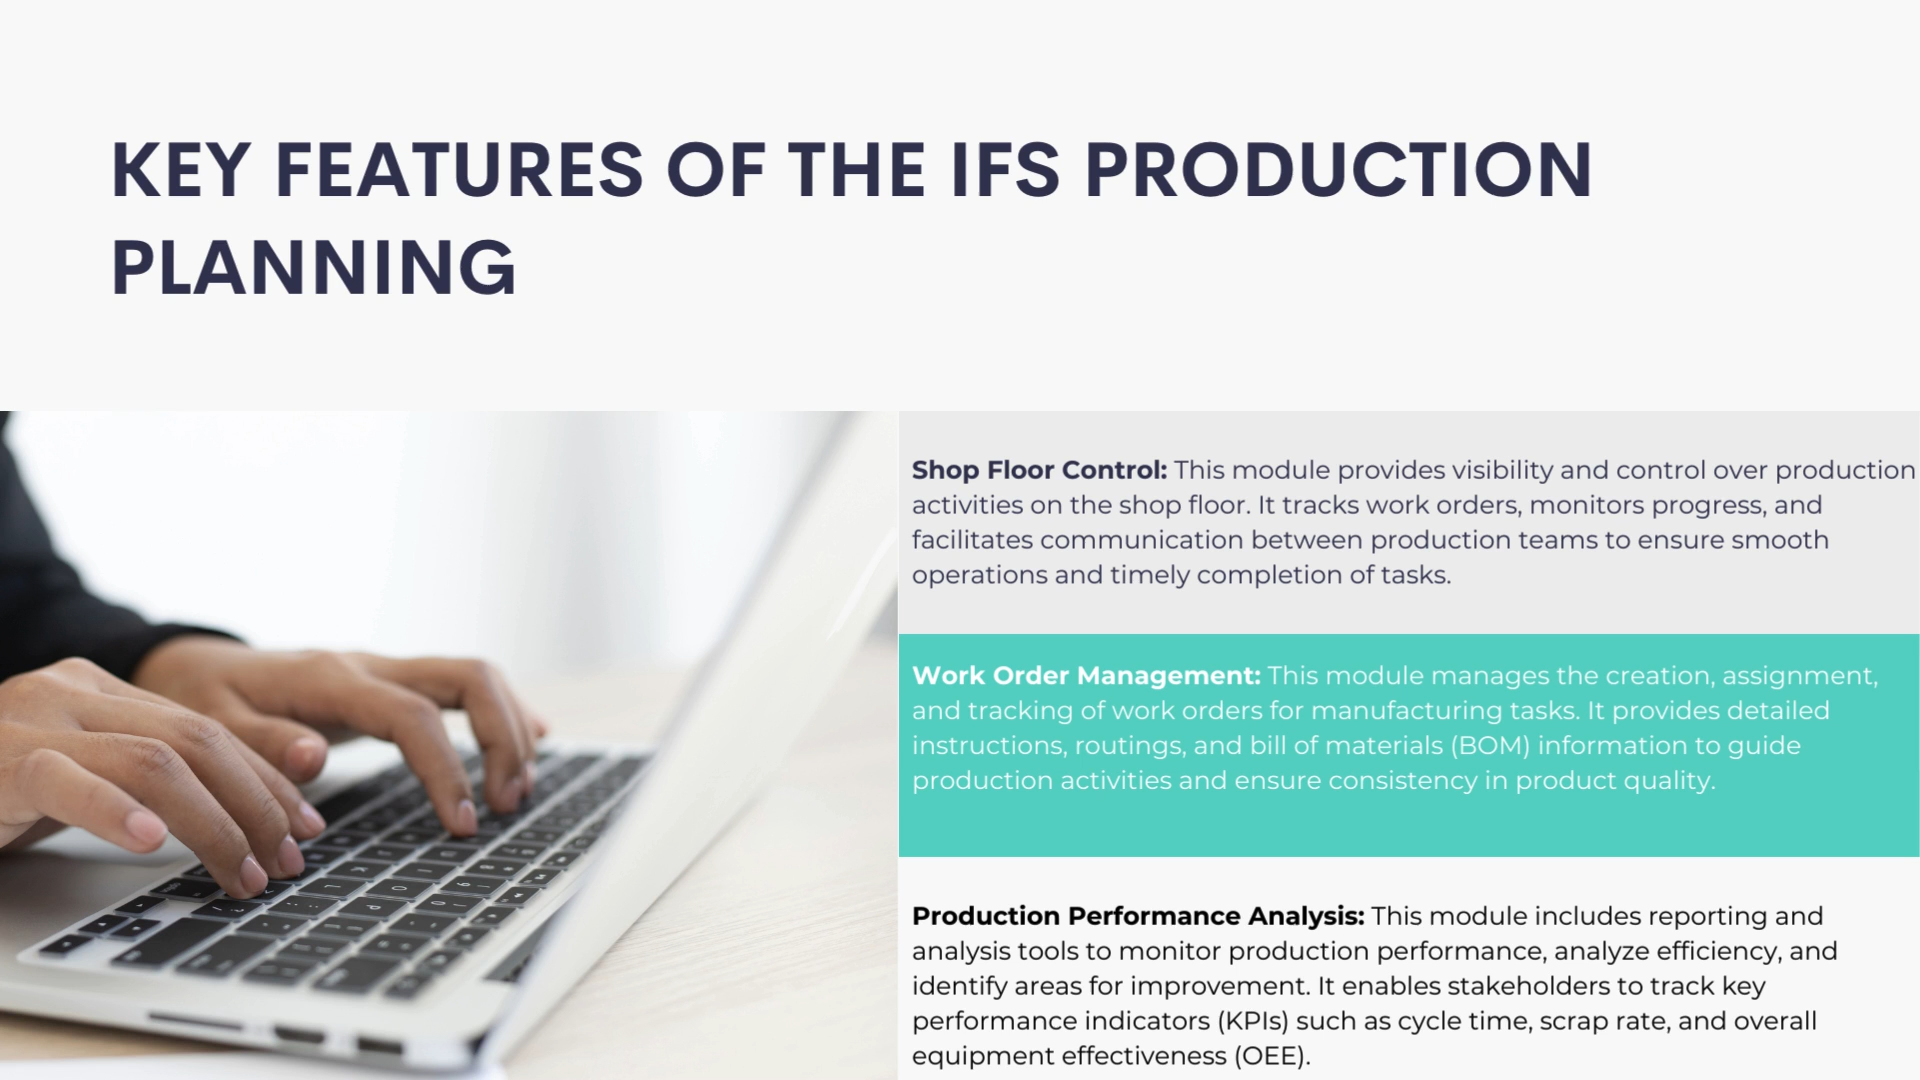 KEY FEATURES OF THE IFS PRODUCTION
PLANNING
Shop Floor Control: This module provides visibility and control over production
activities on the shop floor. It tracks work orders, monitors progress, and
facilitates communication between production teams to ensure smooth
operations and timely completion of tasks.
Work Order Management: This module manages the creation, assignment,
and tracking of work orders for manufacturing tasks. It provides detailed
instructions, routings, and bill of materials (BOM) information to guide
production activities and ensure consistency in product quality.
Production Performance Analysis: This module includes reporting and
analysis tools to monitor production performance, analyze efficiency, and
identify areas for improvement. It enables stakeholders to track key
performance indicators (KPIs) such as cycle time, scrap rate, and overall
equipment effectiveness (OEE).